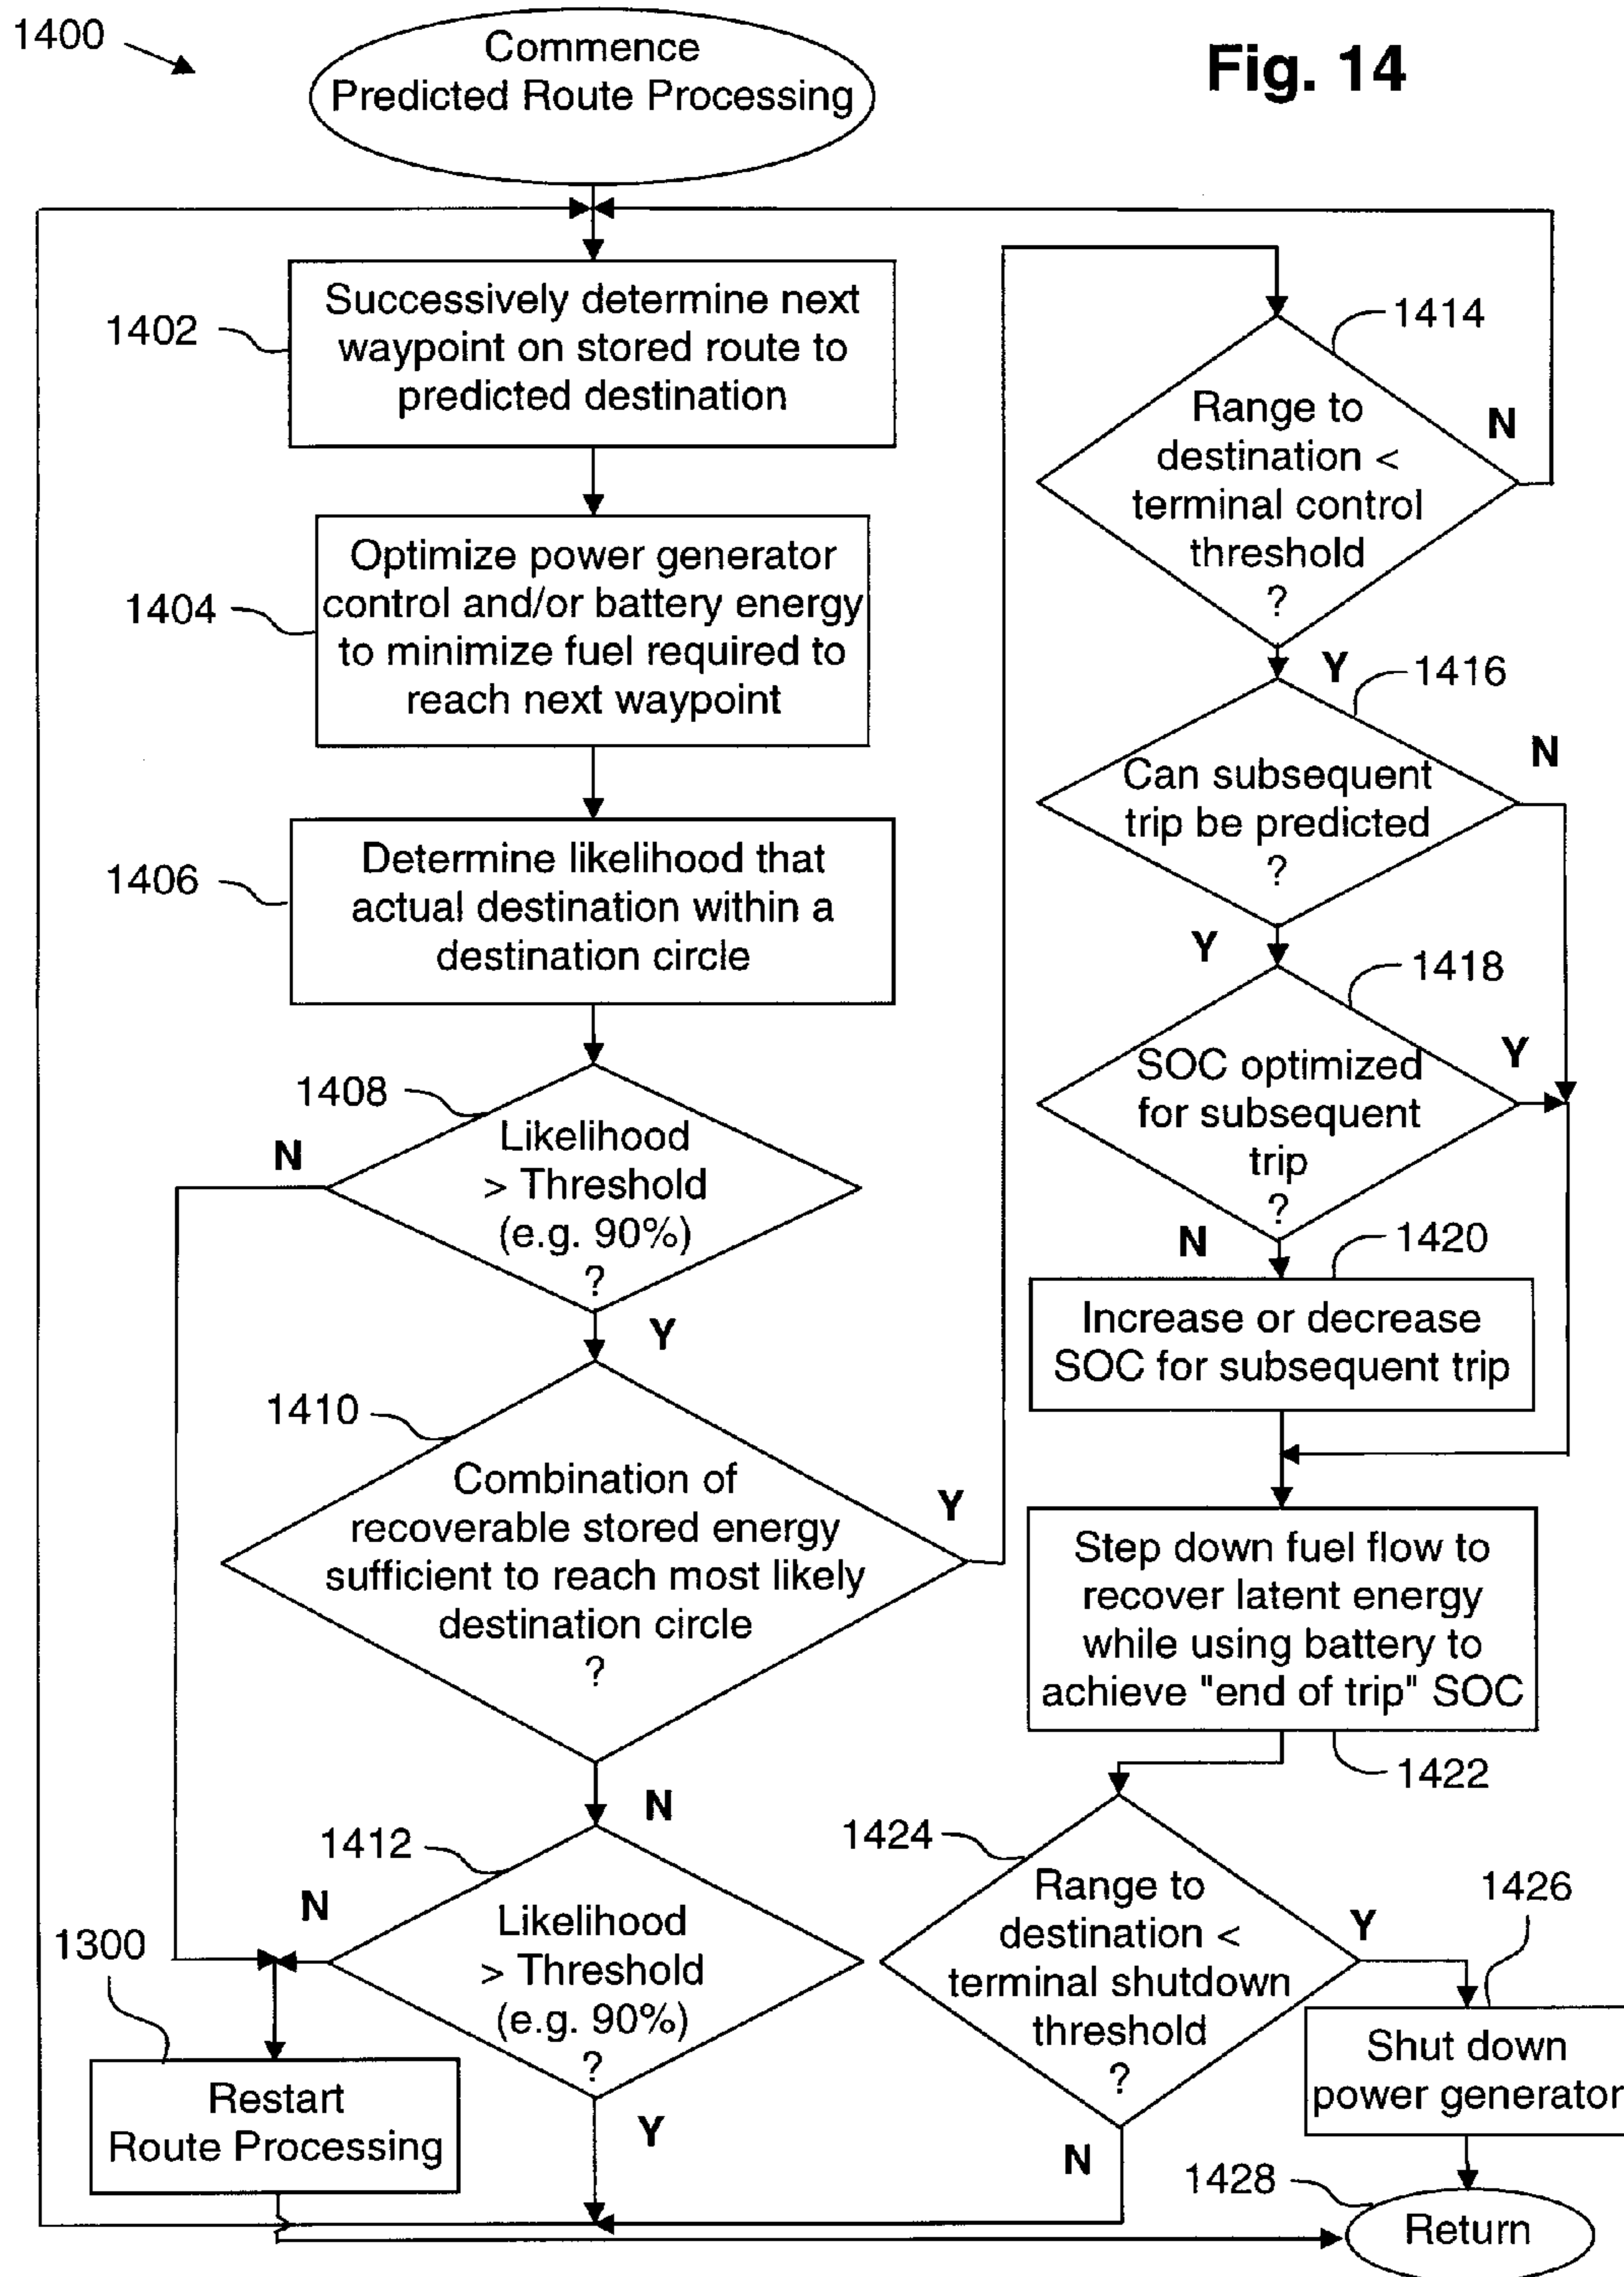 1400
Commence
Predicted Route Processing
Fig. 14
1402
Successively determine next
waypoint on stored route to
predicted destination
1404
Optimize power generator
control and/or battery energy
to minimize fuel required to
reach next waypoint
1406
Determine likelihood that
actual destination within a
destination circle
1408
N
Likelihood
> Threshold
(e.g. 90%)
?
Y
1410
Combination of
recoverable stored energy
sufficient to reach most likely
destination circle
?
Y
N
1412
N
Likelihood
> Threshold
(e.g. 90%)
?
Y
1300
Restart
Route Processing
1414
Range to
destination <
terminal control
threshold
?
N
Y
1416
Can subsequent
trip be predicted
?
N
Y
1418
SOC optimized
for subsequent
trip
?
Y
N
1420
Increase or decrease
SOC for subsequent trip
Step down fuel flow to
recover latent energy
while using battery to
achieve "end of trip" SOC
1422
1424
Range to
destination <
terminal shutdown
threshold
?
Y
N
1426
Shut down
power generator
1428
Return